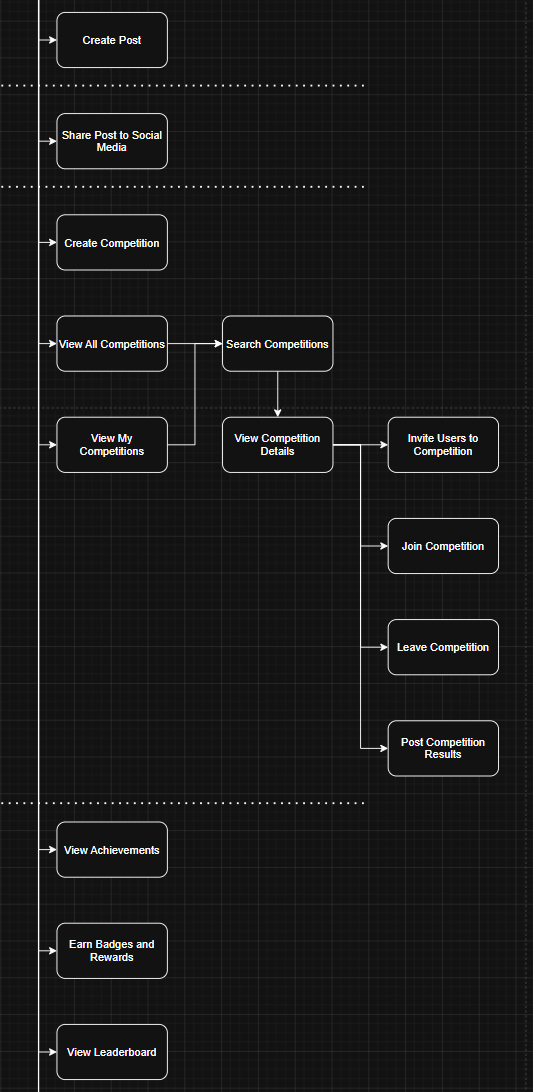 Create Post
Share Post to Social
Media
Create Competition
View All Competitions
Search Competitions
View My
Competitions
View Competition
Details
Invite Users to
Competition
Join Competition
Leave Competition
Post Competition
Results
View Achievements
Earn Badges and
Rewards
View Leaderboard